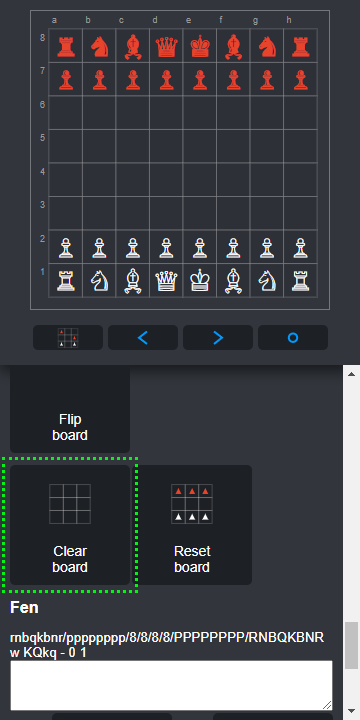 a b c d e f g h
8
7
6
5
4
3
2
1
Flip
board
Clear
board
Reset
board
Fen
rnbqkbnr/pppppppp/8/8/8/8/PPPPPPPP/RNBQKBNR
w KQkq - 0 1